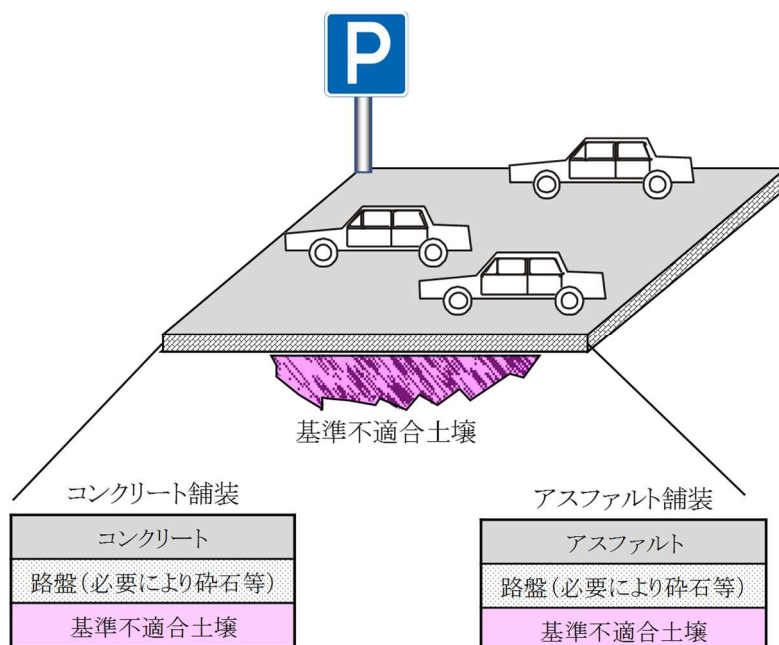 P
基準不適合土壌
コンクリート舗装
コンクリート
路盤(必要により砕石等)
基準不適合土壌
アスファルト舗装
アスファルト
路盤(必要により砕石等)
基準不適合土壌